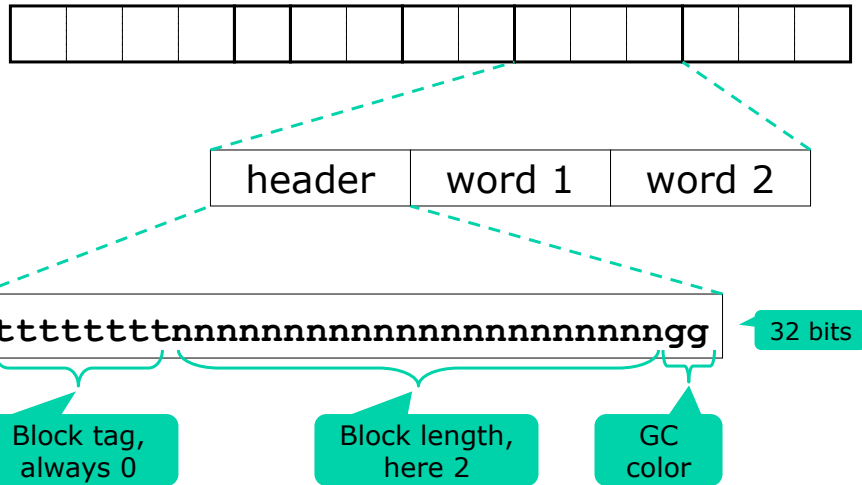 header word 1 word 2
ttttttttnnnnnnnnnnnnnnnnnnnnnngg 32 bits
Block tag, Block length, GC
always 0 here 2 color